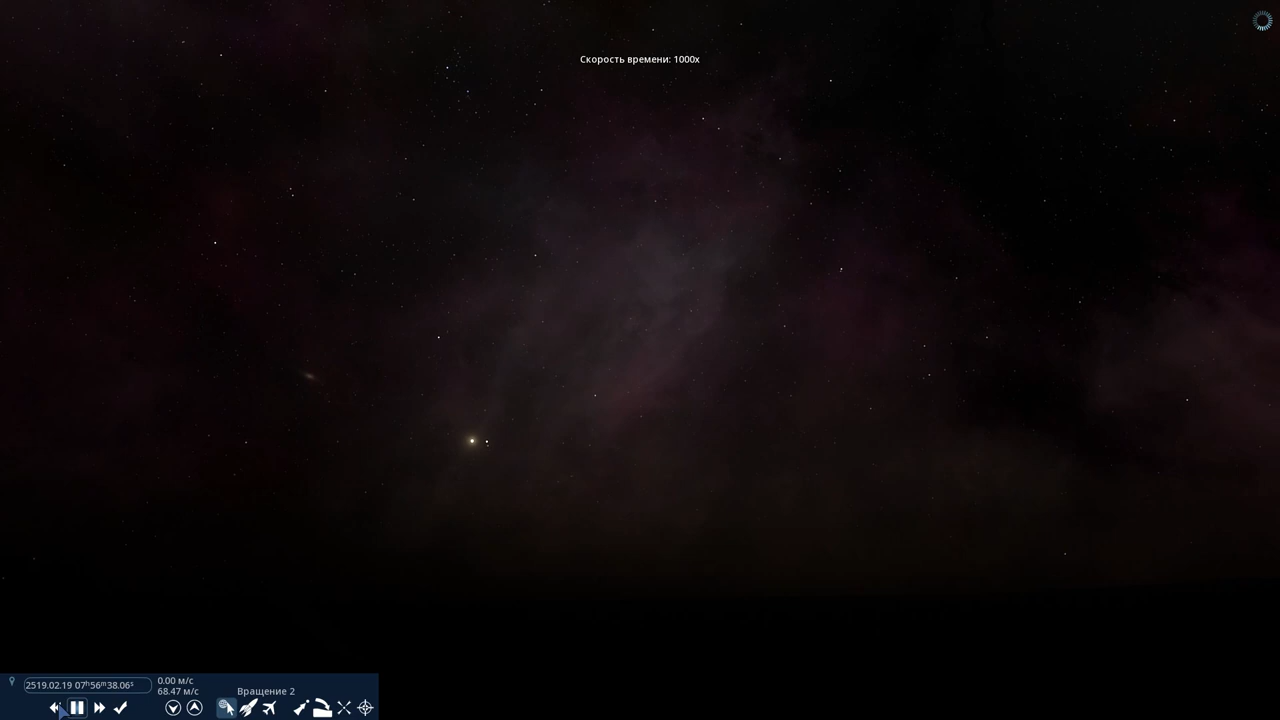 Скорость времени: 1000x
2519.02.19 07ʰ56ᵐ38.06ˢ
0.00 м/с
68.47 м/с
Вращение 2